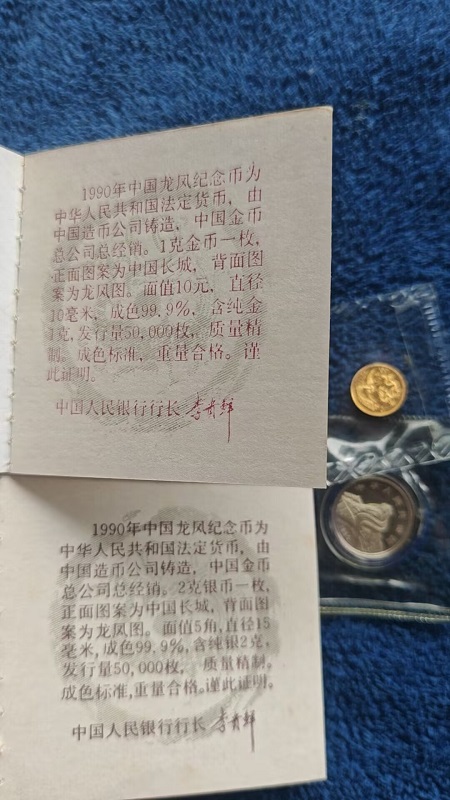 1990年中国龙凤纪念币为
中华人民共和国法定货币，由
中国造币公司铸造，中国金币
总公司总经销。1克金币一枚，
正面图案为中国长城，背面图
案为龙凤图。面值10元，直径
10毫米，成色99.9%，含纯金
1克，发行量50,000枚，质量精
制。成色标准，重量合格。谨
此证明。
中国人民银行行长 李贵鲜
1990年中国龙凤纪念币为
中华人民共和国法定货币，由
中国造币公司铸造，中国金币
总公司总经销。2克银币一枚，
正面图案为中国长城，背面图
案为龙凤图。面值5角，直径15
毫米，成色99.9%，含纯银2克，
发行量50,000枚，质量精制。
成色标准，重量合格。谨此证明。
中国人民银行行长 李贵鲜